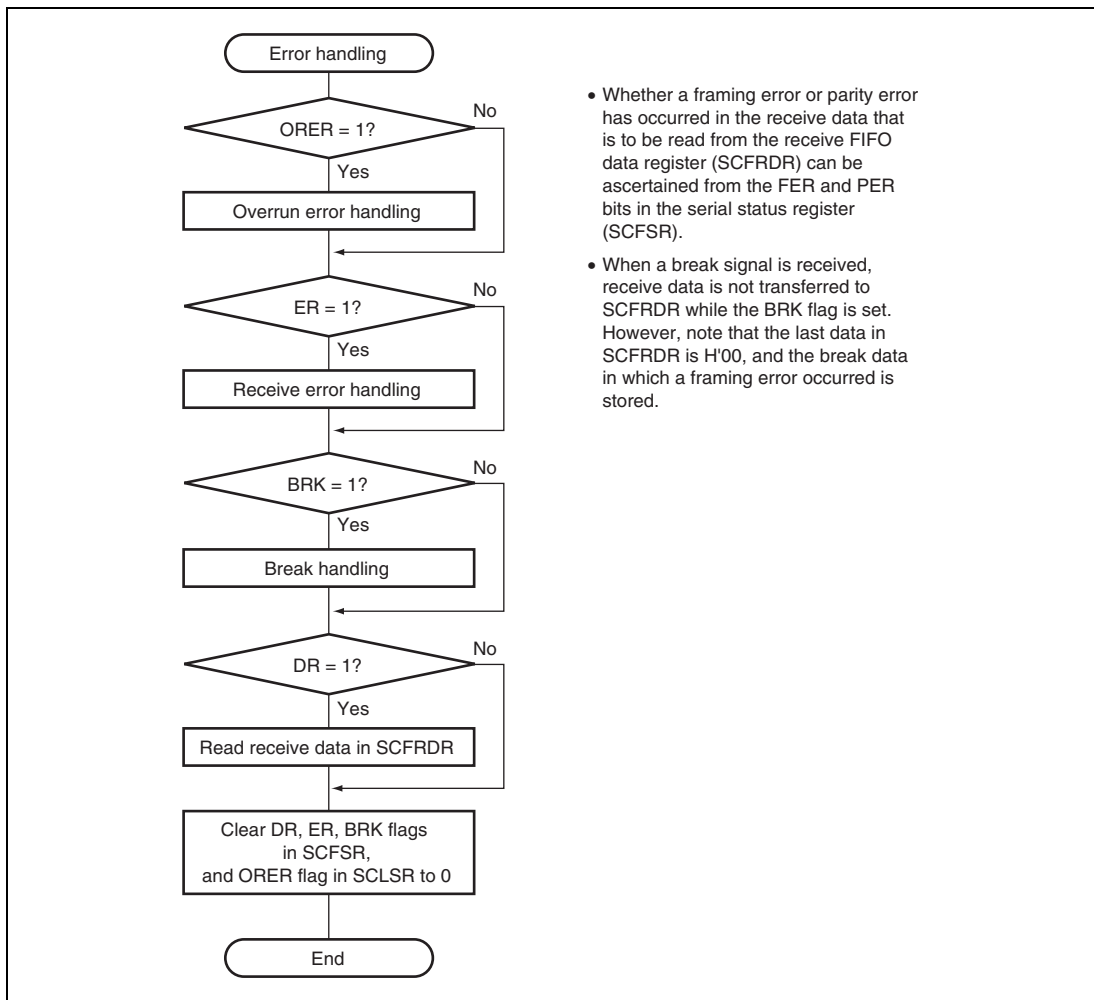 Error handling
No
ORER = 1?
Yes
Overrun error handling
No
ER = 1?
Yes
Receive error handling
No
BRK = 1?
Yes
Break handling
No
DR = 1?
Yes
Read receive data in SCFRDR
Clear DR, ER, BRK flags
in SCFSR,
and ORER flag in SCLSR to 0
End
• Whether a framing error or parity error
has occurred in the receive data that
is to be read from the receive FIFO
data register (SCFRDR) can be
ascertained from the FER and PER
bits in the serial status register
(SCFSR).
• When a break signal is received,
receive data is not transferred to
SCFRDR while the BRK flag is set.
However, note that the last data in
SCFRDR is H'00, and the break data
in which a framing error occurred is
stored.